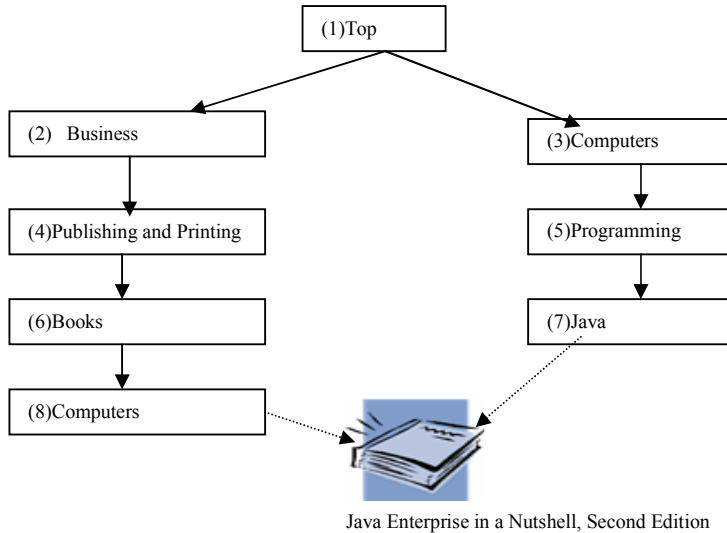 (1)Top
(2) Business
(3)Computers
(4)Publishing and Printing
(5)Programming
(6)Books
(7)Java
(8)Computers
Java Enterprise in a Nutshell, Second Edition